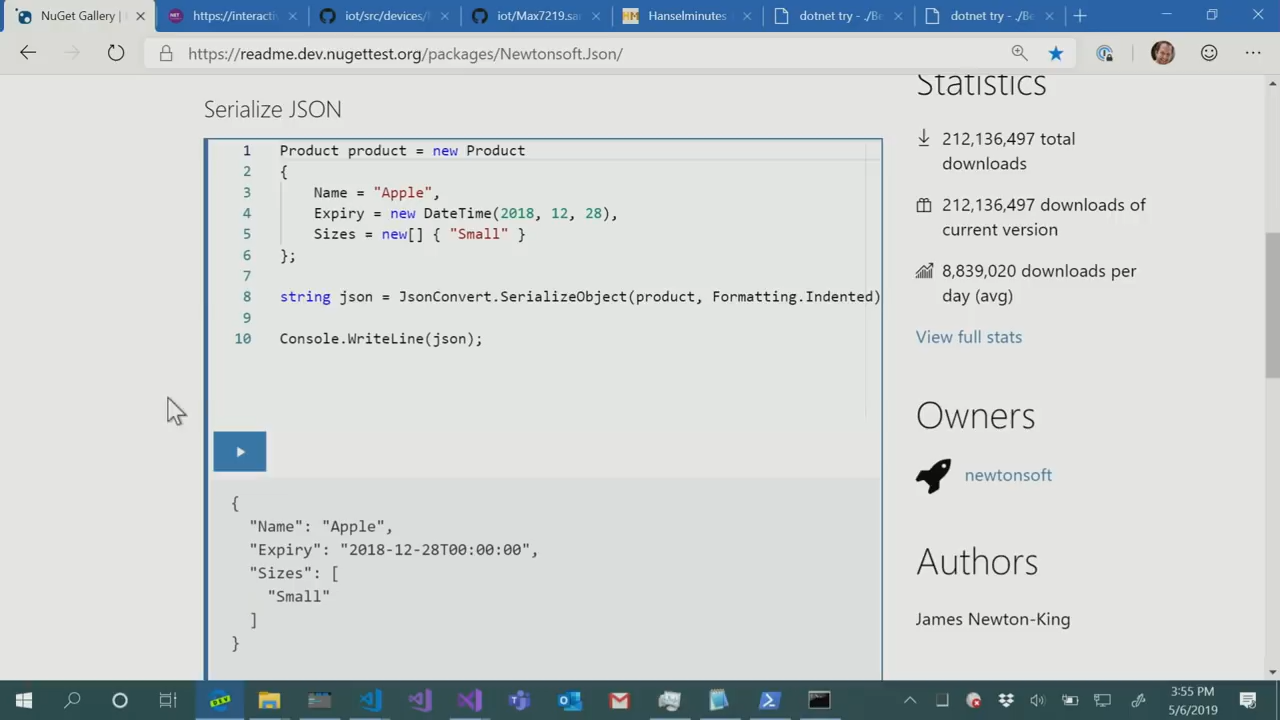 NuGet Gallery |
https://interacti
iot/src/devices/
iot/Max7219.sa
Hanselminutes
dotnet try - ./Be
dotnet try - ./Be
https://readme.dev.nugettest.org/packages/Newtonsoft.Json/
Serialize JSON
1 Product product = new Product
2 {
3 Name = "Apple",
4 Expiry = new DateTime(2018, 12, 28),
5 Sizes = new[] { "Small" }
6 };
7
8 string json = JsonConvert.SerializeObject(product, Formatting.Indented)
9
10 Console.WriteLine(json);
{
"Name": "Apple",
"Expiry": "2018-12-28T00:00:00",
"Sizes": [
"Small"
]
}
Statistics
212,136,497 total
downloads
212,136,497 downloads of
current version
8,839,020 downloads per
day (avg)
View full stats
Owners
newtonsoft
Authors
James Newton-King
3:55 PM
5/6/2019